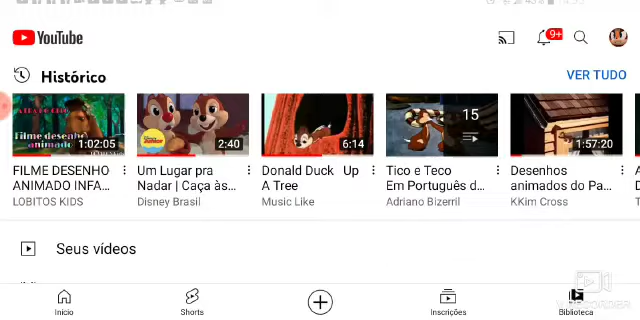 YouTube
9+
Histórico
VER TUDO
Filme desenho
animado
1:02:05
2:40
6:14
15
1:57:20
FILME DESENHO
ANIMADO INFA...
LOBITOS KIDS
Um Lugar pra
Nadar | Caça às...
Disney Brasil
Donald Duck Up
A Tree
Music Like
Tico e Teco
Em Português d...
Adriano Bizerril
Desenhos
animados do Pa...
KKim Cross
Seus vídeos
Início
Shorts
Inscrições
Biblioteca